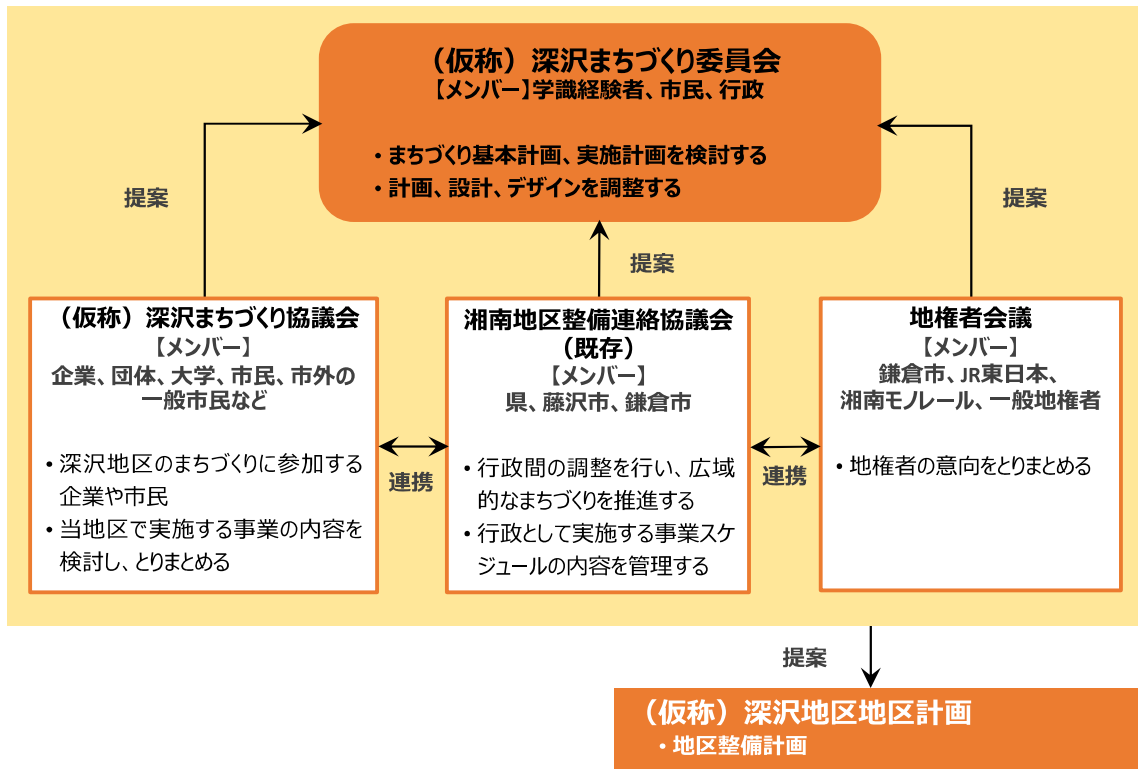 （仮称）深沢まちづくり委員会
【メンバー】学識経験者、市民、行政
• まちづくり基本計画、実施計画を検討する
• 計画、設計、デザインを調整する
提案
提案
提案
（仮称）深沢まちづくり協議会
【メンバー】
企業、団体、大学、市民、市外の
一般市民など
• 深沢地区のまちづくりに参加する
企業や市民
• 当地区で実施する事業の内容を
検討し、とりまとめる
連携
湘南地区整備連絡協議会
（既存）
【メンバー】
県、藤沢市、鎌倉市
• 行政間の調整を行い、広域
的なまちづくりを推進する
• 行政として実施する事業スケ
ジュールの内容を管理する
連携
地権者会議
【メンバー】
鎌倉市、JR東日本、
湘南モノレール、一般地権者
• 地権者の意向をとりまとめる
提案
（仮称）深沢地区地区計画
• 地区整備計画